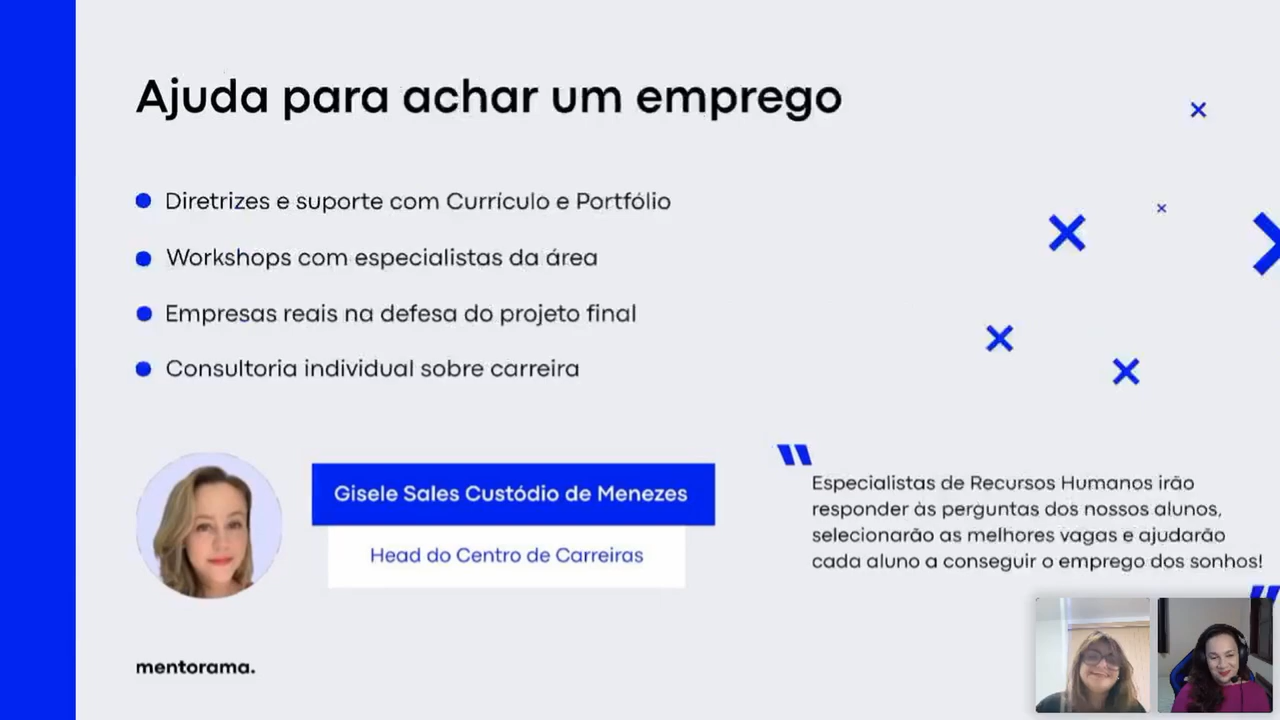 Ajuda para achar um emprego
Diretrizes e suporte com Currículo e Portfólio
Workshops com especialistas da área
Empresas reais na defesa do projeto final
Consultoria individual sobre carreira
Gisele Sales Custódio de Menezes
Head do Centro de Carreiras
Especialistas de Recursos Humanos irão
responder às perguntas dos nossos alunos,
selecionarão as melhores vagas e ajudarão
cada aluno a conseguir o emprego dos sonhos!
mentorama.